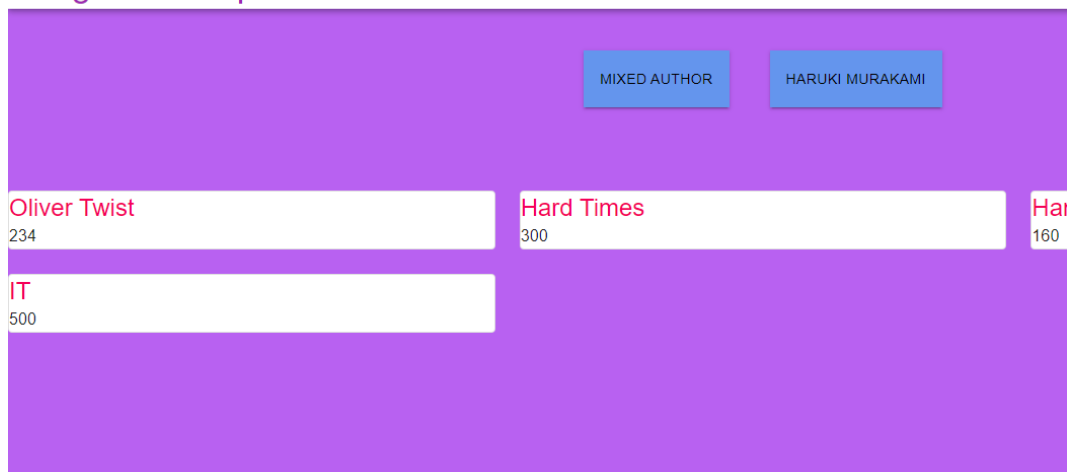 MIXED AUTHOR
HARUKI MURAKAMI
Oliver Twist
Hard Times
234
300
160
IT
500